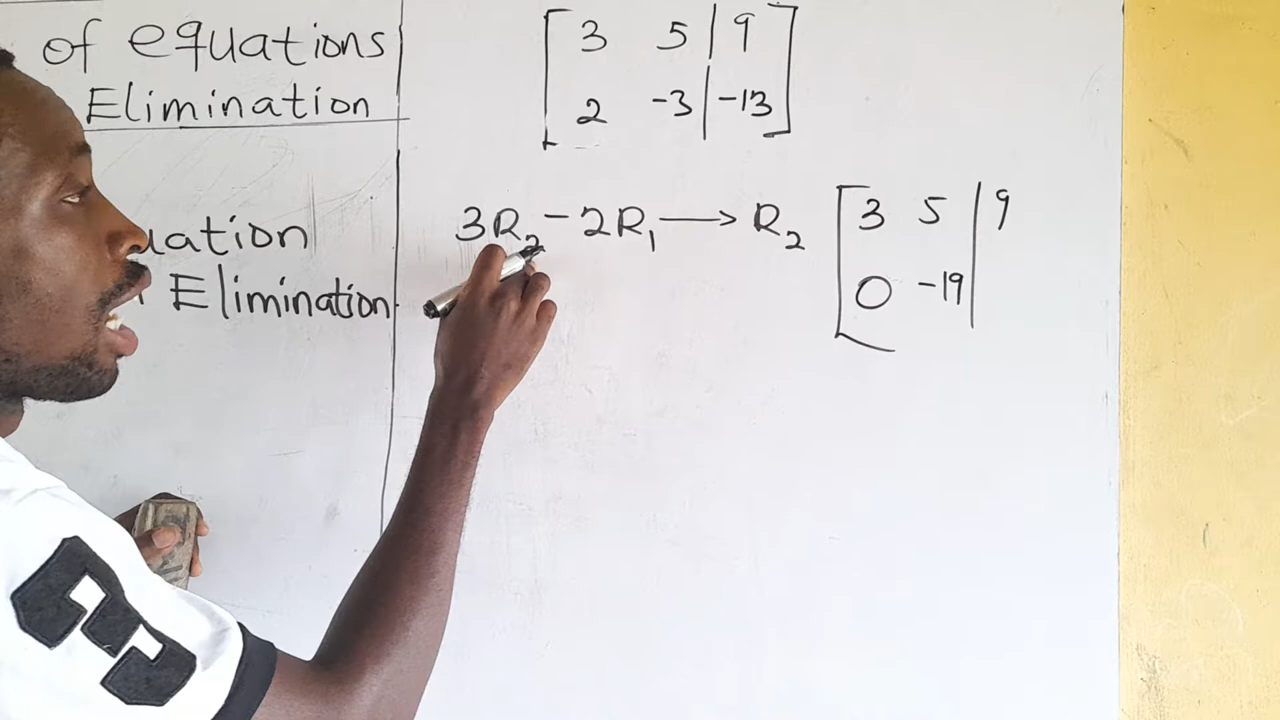 of equations
Elimination
uation
Elimination
3 5 | 9
2 -3 | -13
3R₂ - 2R₁ → R₂
3 5 | 9
0 -19 |
3